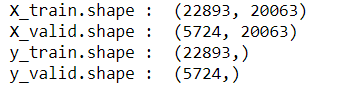 X_train.shape :  (22893, 20063)
X_valid.shape :  (5724, 20063)
y_train.shape :  (22893,)
y_valid.shape :  (5724,)